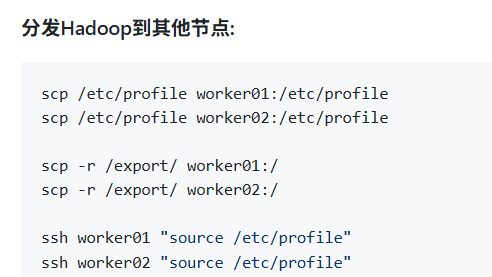 分发Hadoop到其他节点:
scp /etc/profile worker01:/etc/profile
scp /etc/profile worker02:/etc/profile
scp -r /export/ worker01:/
scp -r /export/ worker02:/
ssh worker01 "source /etc/profile"
ssh worker02 "source /etc/profile"